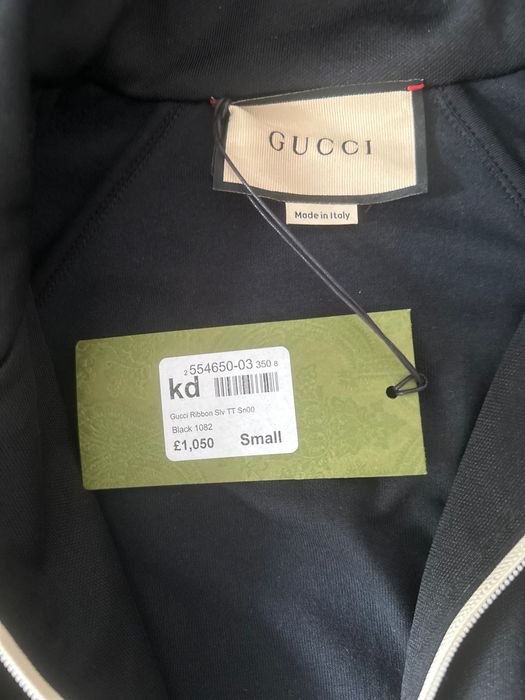 GUCCI
Made in Italy
2 554650-03 350 8
kd
Gucci Ribbon Slv TT Sn00
Black 1082
£1,050 Small